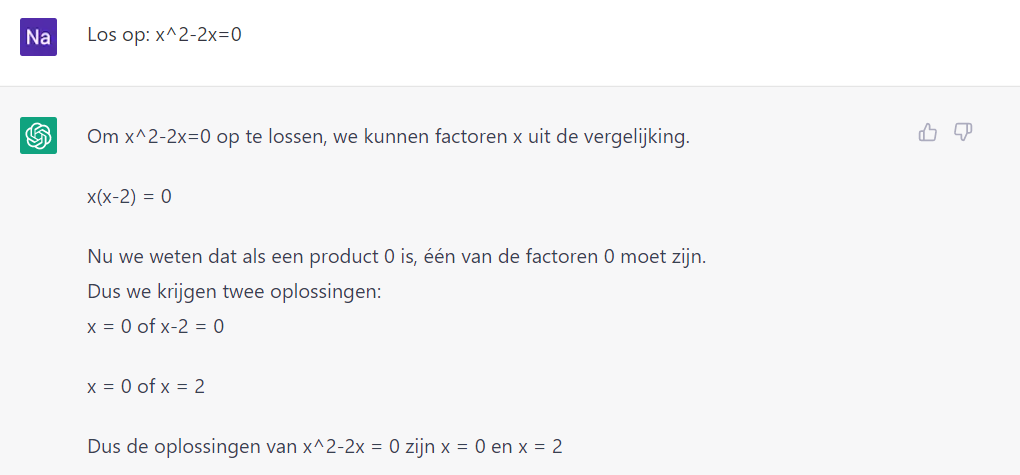 Na
Los op: x^2-2x=0
Om x^2-2x=0 op te lossen, we kunnen factoren x uit de vergelijking.
x(x-2) = 0
Nu we weten dat als een product 0 is, één van de factoren 0 moet zijn.
Dus we krijgen twee oplossingen:
x = 0 of x-2 = 0
x = 0 of x = 2
Dus de oplossingen van x^2-2x = 0 zijn x = 0 en x = 2